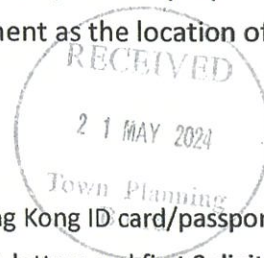 ment as the location of
RECEIVED
2 1 MAY 2024
Town Planning
ng Kong ID card/passpor